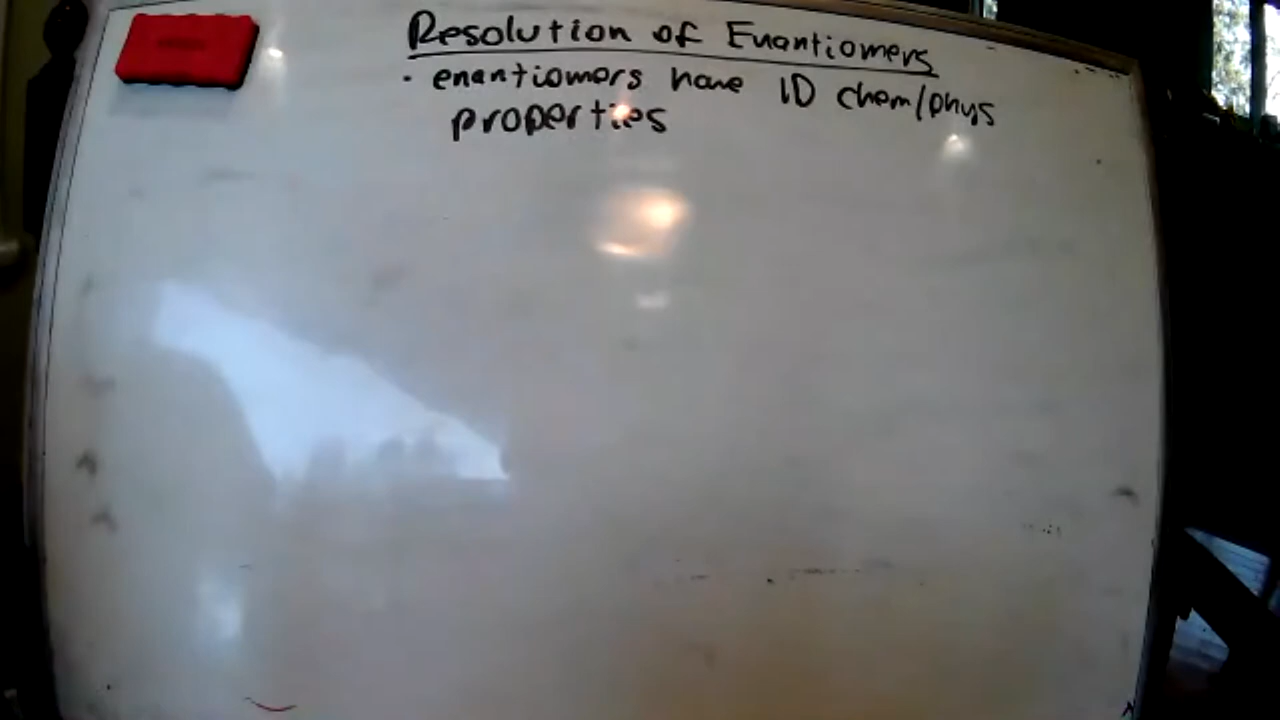 Resolution of Enantiomers
• enantiomers have ID chem/phys
properties